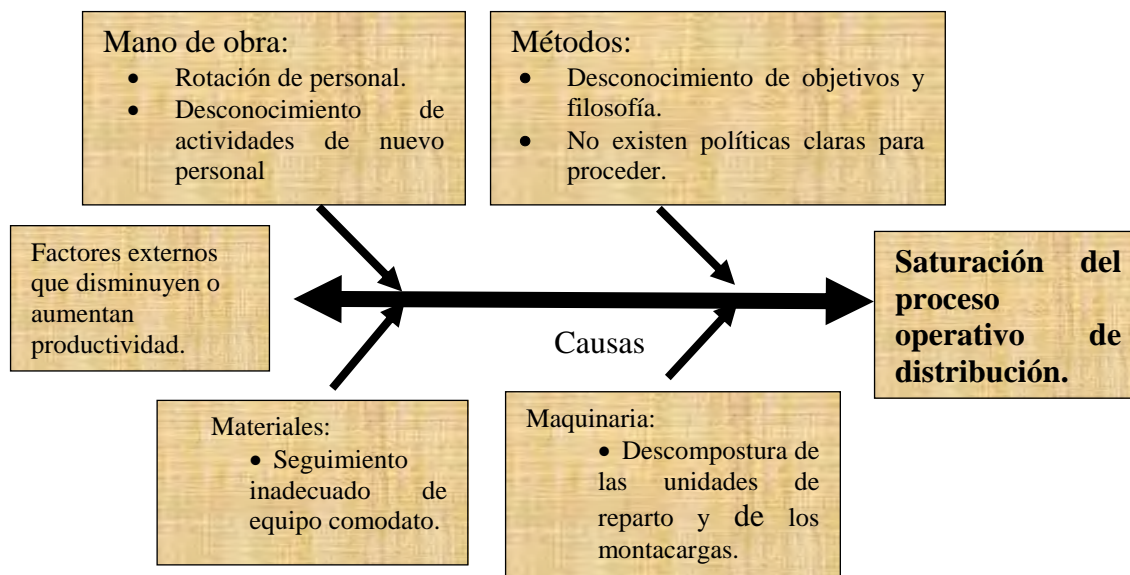 Mano de obra:
• Rotación de personal.
• Desconocimiento de
actividades de nuevo
personal
Métodos:
• Desconocimiento de objetivos y
filosofía.
• No existen políticas claras para
proceder.
Factores externos
que disminuyen o
aumentan
productividad.
Causas
Saturación del
proceso
operativo de
distribución.
Materiales:
• Seguimiento
inadecuado de
equipo comodato.
Maquinaria:
• Descompostura de
las unidades de
reparto y de los
montacargas.